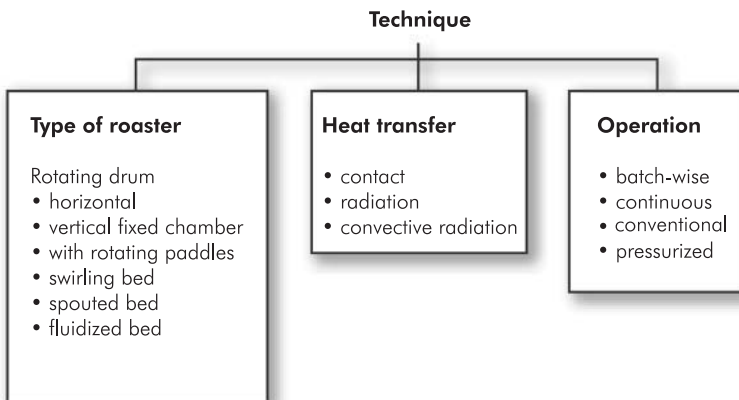 Technique
Type of roaster
Rotating drum
• horizontal
• vertical fixed chamber
• with rotating paddles
• swirling bed
• spouted bed
• fluidized bed
Heat transfer
• contact
• radiation
• convective radiation
Operation
• batch-wise
• continuous
• conventional
• pressurized